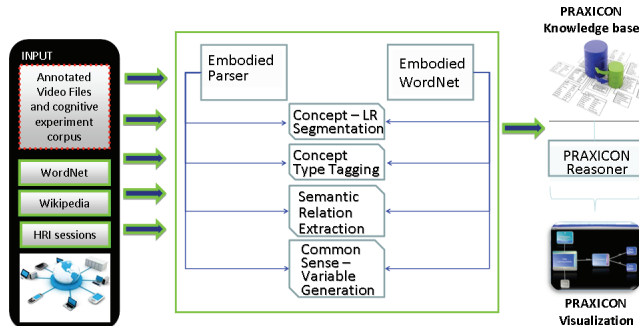 INPUT
Annotated
Video Files
and cognitive
experiment
corpus
WordNet
Wikipedia
HRI sessions
Embodied
Parser
Embodied
WordNet
Concept – LR
Segmentation
Concept
Type Tagging
Semantic
Relation
Extraction
Common
Sense –
Variable
Generation
PRAXICON
Knowledge base
PRAXICON
Reasoner
PRAXICON
Visualization